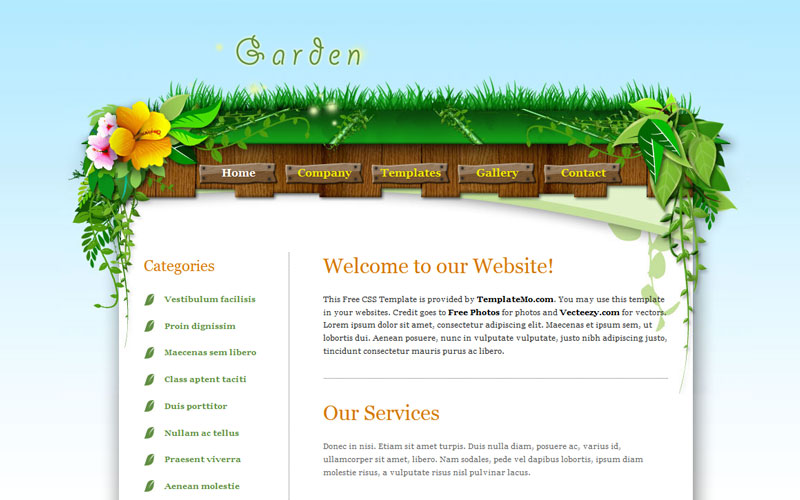 Garden
Home Company Templates Gallery Contact
Categories
Vestibulum facilisis
Proin dignissim
Maecenas sem libero
Class aptent taciti
Duis porttitor
Nullam ac tellus
Praesent viverra
Aenean molestie
Welcome to our Website!
This Free CSS Template is provided by TemplateMo.com. You may use this template
in your websites. Credit goes to Free Photos for photos and Vecteezy.com for vectors.
Lorem ipsum dolor sit amet, consectetur adipiscing elit. Maecenas et ipsum sem, ut
lobortis dui. Aenean posuere, nunc in vulputate vulputate, justo nibh adipiscing justo,
tincidunt consectetur mauris purus ac libero.
Our Services
Donec in nisi. Etiam sit amet turpis. Duis nulla diam, posuere ac, varius id,
ullamcorper sit amet, libero. Nam sodales, pede vel dapibus lobortis, ipsum diam
molestie risus, a vulputate risus nisl pulvinar lacus.